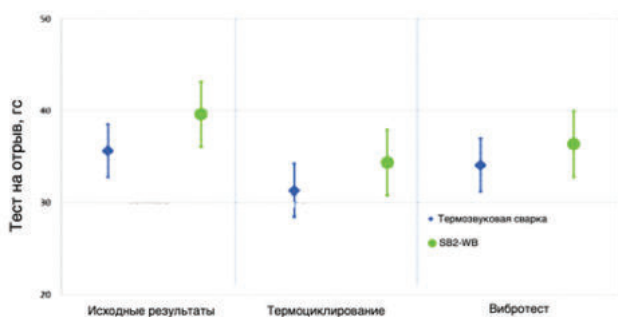 50
40
30
20
Тест на отрыв, гс
Термозвуковая сварка
SB2-WB
Исходные результаты
Термоциклирование
Вибротест